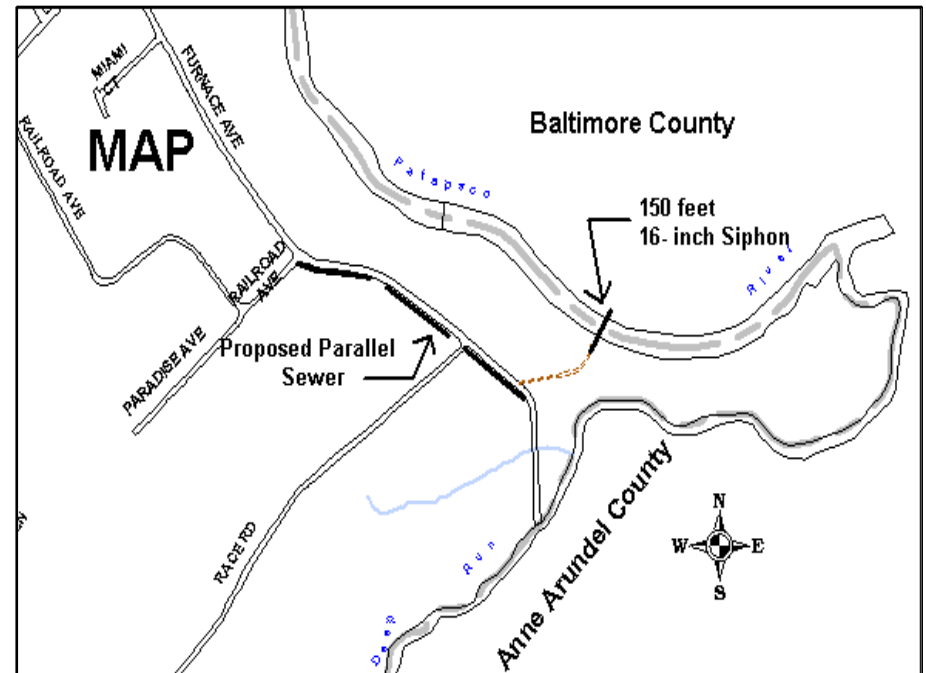 MIAMI
CT
FURNACE AVE
MAP
RAILROAD AVE
Baltimore County
Patapsco
150 feet
16- inch Siphon
River
RAILROAD
AVE
PARADISE AVE
Proposed Parallel
Sewer
RACE RD
Deep Run
Anne Arundel County
N
W
E
S